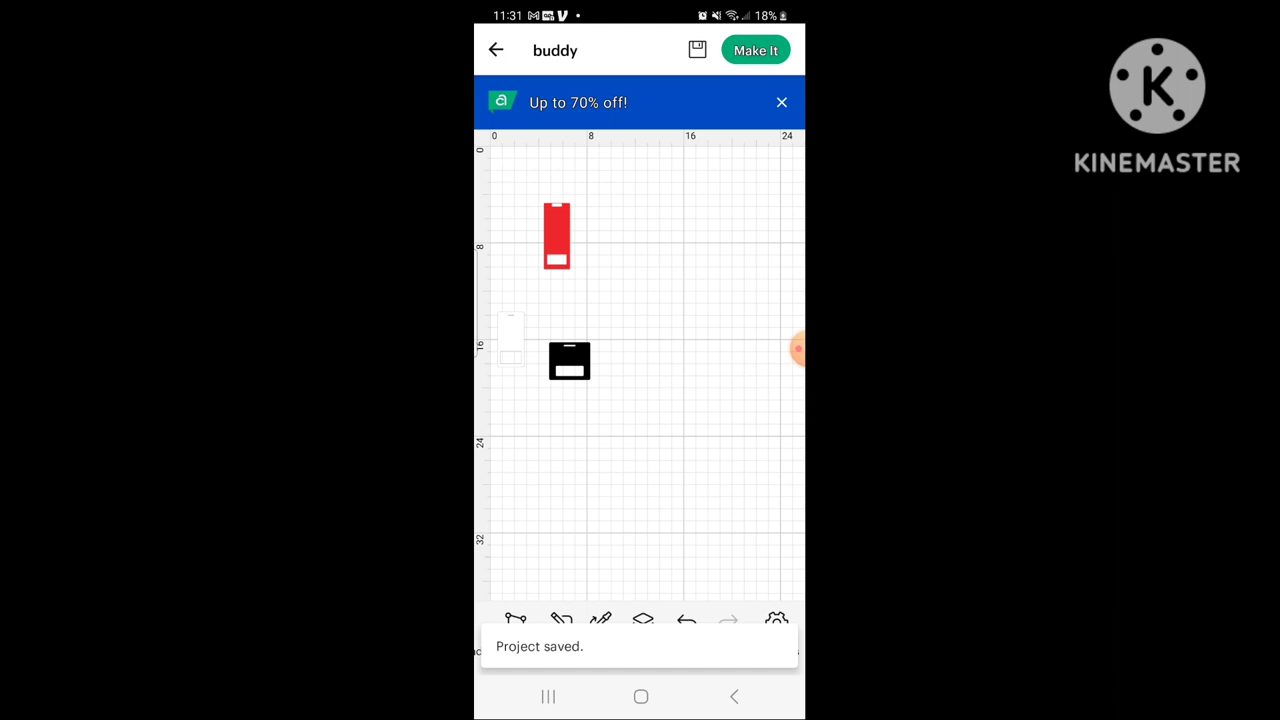 11:31
18%
buddy
Make It
a
Up to 70% off!
0 8 16 24
0
8
16
24
32
Project saved.
K
KINEMASTER